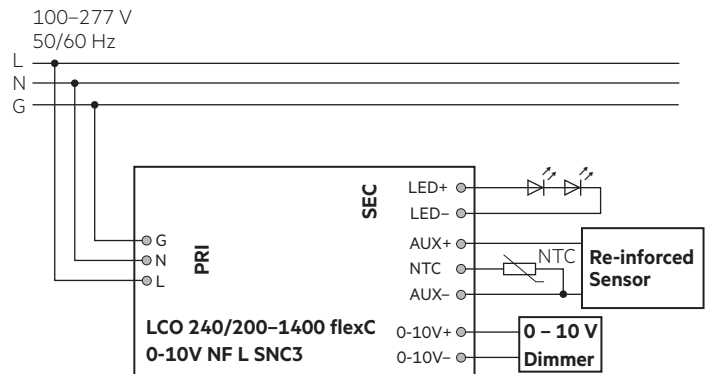 100–277 V
50/60 Hz
L
N
G
SEC
LED+
LED–
AUX+
NTC
AUX–
0-10V+
0-10V–
G
N
L
PRI
NTC
Re-inforced
Sensor
LCO 240/200–1400 flexC
0-10V NF L SNC3
0 – 10 V
Dimmer